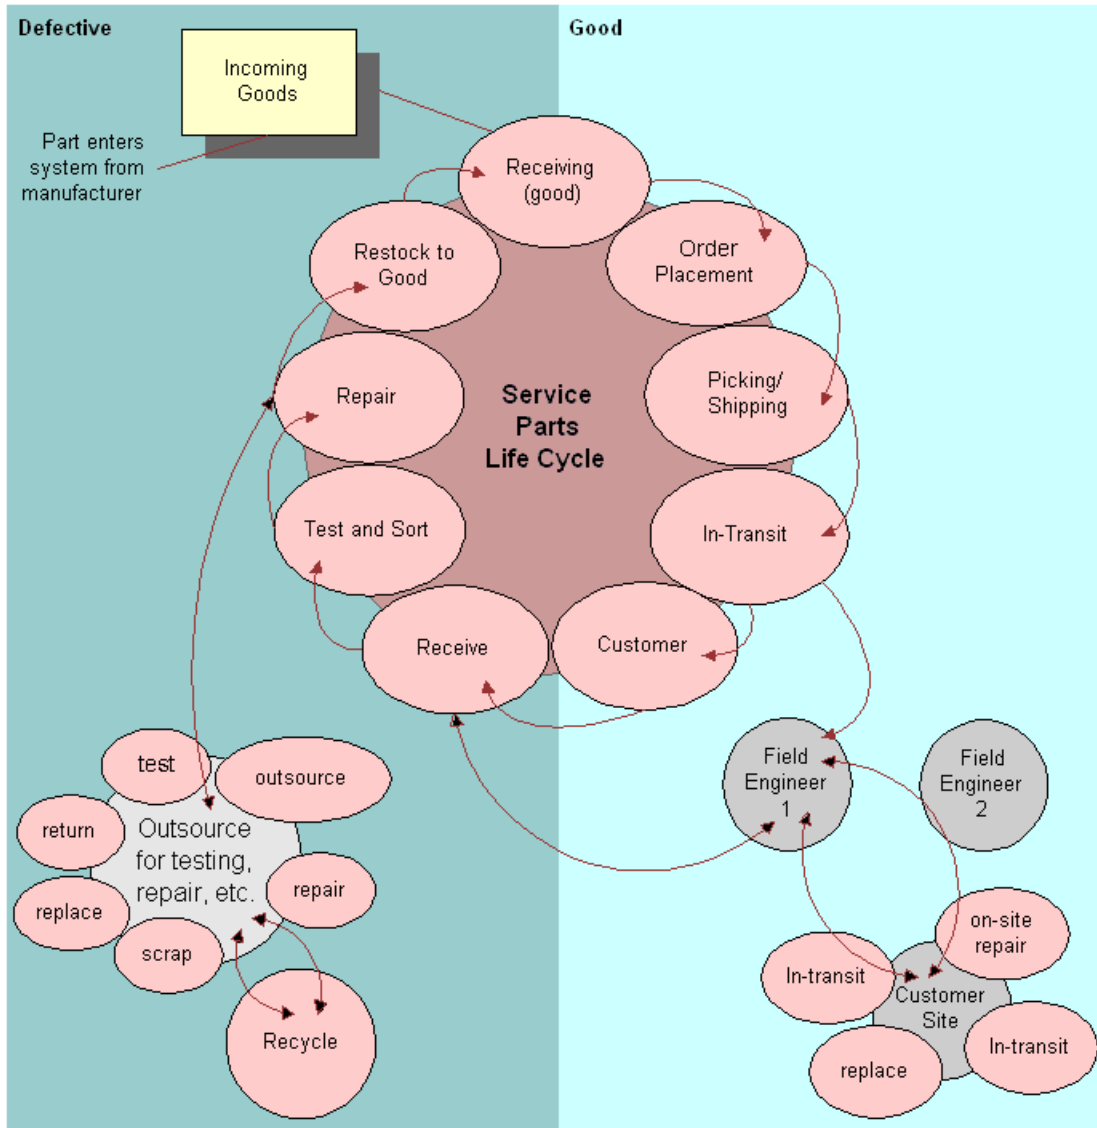 Defective
Good
Incoming
Goods
Part enters
system from
manufacturer
Receiving
(good)
Restock to
Good
Order
Placement
Repair
Service
Parts
Life Cycle
Picking/
Shipping
Test and Sort
In-Transit
Receive
Customer
test
outsource
return
Outsource
for testing,
repair, etc.
repair
replace
scrap
Recycle
Field
Engineer
1
Field
Engineer
2
on-site
repair
In-transit
Customer
Site
In-transit
replace